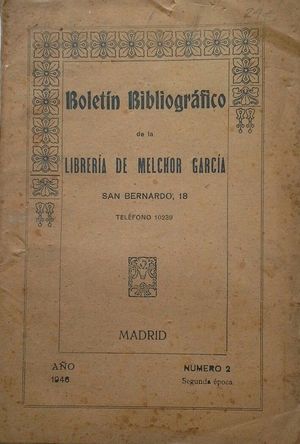 Boletín Bibliográfico
de la
LIBRERÍA DE MELCHOR GARCÍA
SAN BERNARDO, 18
TELÉFONO 10239
MADRID
AÑO
1946
NUMERO 2
Segunda época